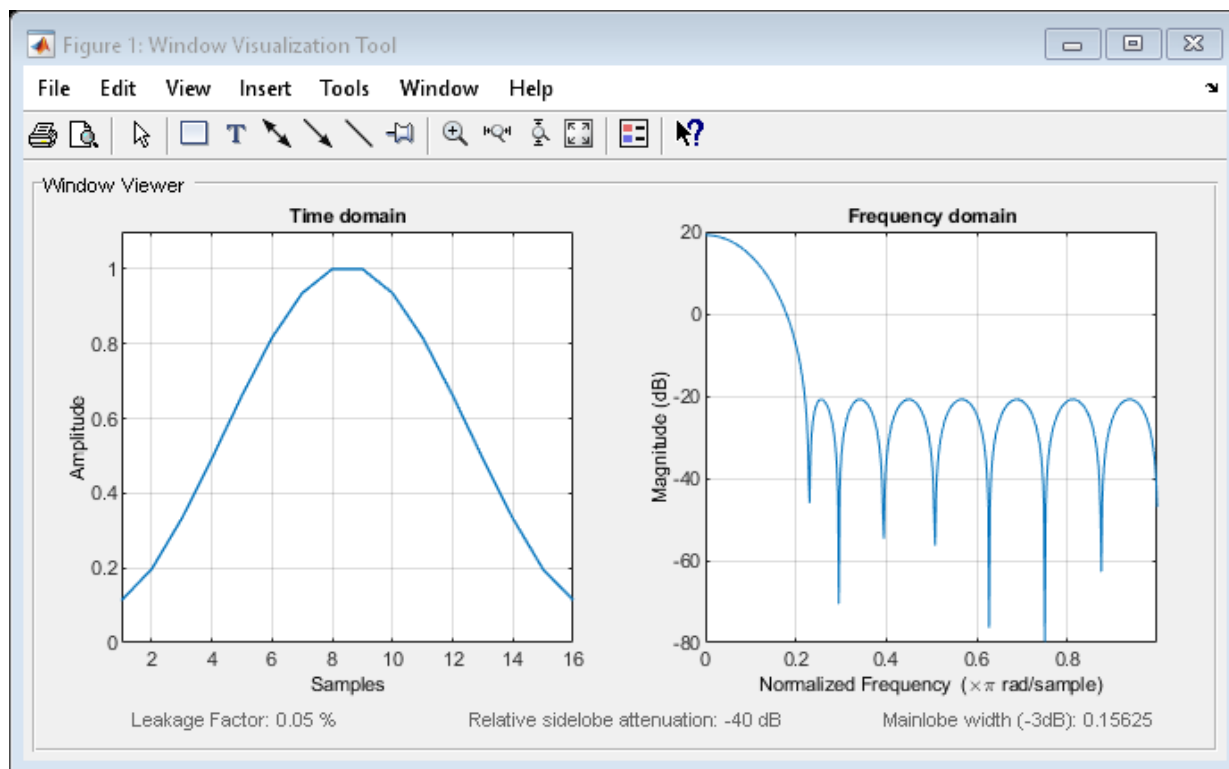 Figure 1: Window Visualization Tool
File Edit View Insert Tools Window Help
T
?
Window Viewer
Time domain
Amplitude
1
0.8
0.6
0.4
0.2
0
2 4 6 8 10 12 14 16
Samples
Frequency domain
Magnitude (dB)
20
0
-20
-40
-60
-80
0 0.2 0.4 0.6 0.8
Normalized Frequency (×π rad/sample)
Leakage Factor: 0.05 % Relative sidelobe attenuation: -40 dB Mainlobe width (-3dB): 0.15625